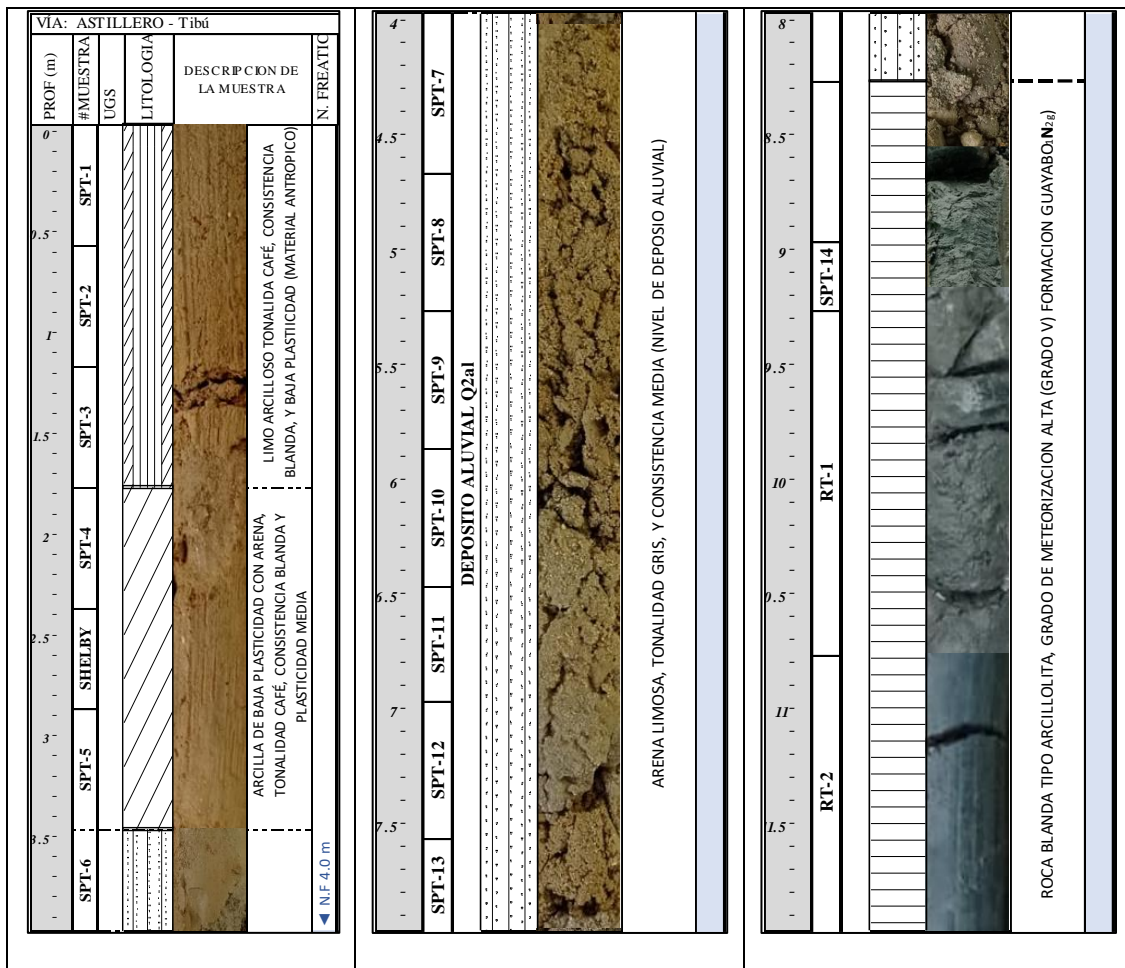 VÍA: ASTILLERO - Tibú
PROF (m)
#MUESTRA
UGS
LITOLOGIA
DESCRIPCION DE
LA MUESTRA
N. FREATIC
0
0.5
1
1.5
2
2.5
3
3.5
SPT-1
SPT-2
SPT-3
SPT-4
SHELBY
SPT-5
SPT-6
LIMO ARCILLOSO TONALIDA CAFÉ, CONSISTENCIA
BLANDA, Y BAJA PLASTIICDAD (MATERIAL ANTROPICO)
ARCILLA DE BAJA PLASTICIDAD CON ARENA,
TONALIDAD CAFÉ, CONSISTENCIA BLANDA Y
PLASTICIDAD MEDIA
N.F 4.0 m
4
4.5
5
5.5
6
6.5
7
7.5
SPT-7
SPT-8
SPT-9
SPT-10
SPT-11
SPT-12
SPT-13
DEPOSITO ALUVIAL Q2al
ARENA LIMOSA, TONALIDAD GRIS, Y CONSISTENCIA MEDIA (NIVEL DE DEPOSIO ALUVIAL)
8
8.5
9
9.5
10
0.5
11
1.5
SPT-14
RT-1
RT-2
ROCA BLANDA TIPO ARCILLOLITA, GRADO DE METEORIZACION ALTA (GRADO V) FORMACION GUAYABO(N2g)